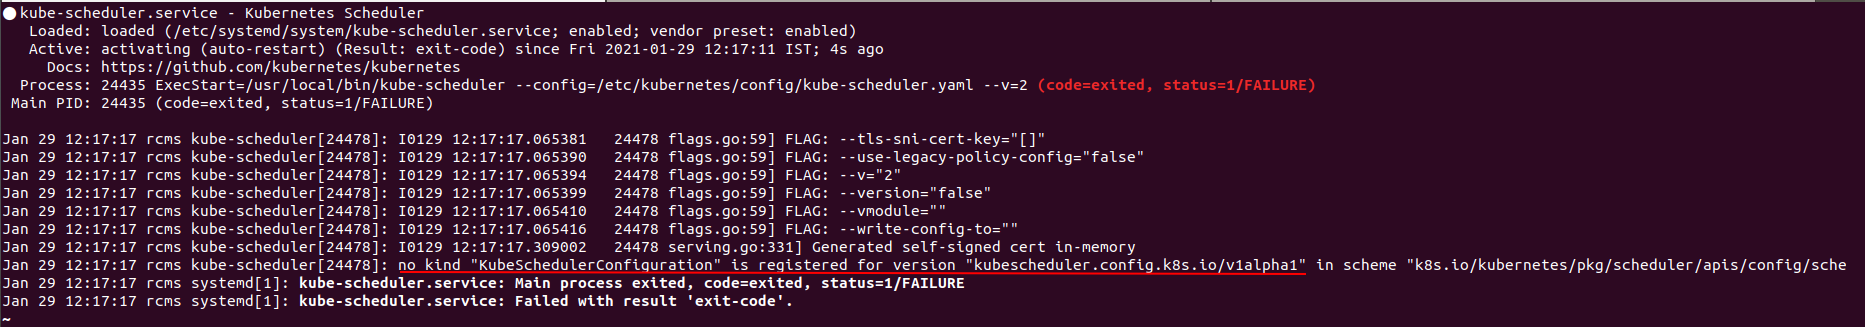 ● kube-scheduler.service - Kubernetes Scheduler
Loaded: loaded (/etc/systemd/system/kube-scheduler.service; enabled; vendor preset: enabled)
Active: activating (auto-restart) (Result: exit-code) since Fri 2021-01-29 12:17:11 IST; 4s ago
Docs: https://github.com/kubernetes/kubernetes
Process: 24435 ExecStart=/usr/local/bin/kube-scheduler --config=/etc/kubernetes/config/kube-scheduler.yaml --v=2 (code=exited, status=1/FAILURE)
Main PID: 24435 (code=exited, status=1/FAILURE)
Jan 29 12:17:17 rcms kube-scheduler[24478]: I0129 12:17:17.065381   24478 flags.go:59] FLAG: --tls-sni-cert-key="[]"
Jan 29 12:17:17 rcms kube-scheduler[24478]: I0129 12:17:17.065390   24478 flags.go:59] FLAG: --use-legacy-policy-config="false"
Jan 29 12:17:17 rcms kube-scheduler[24478]: I0129 12:17:17.065394   24478 flags.go:59] FLAG: --v="2"
Jan 29 12:17:17 rcms kube-scheduler[24478]: I0129 12:17:17.065399   24478 flags.go:59] FLAG: --version="false"
Jan 29 12:17:17 rcms kube-scheduler[24478]: I0129 12:17:17.065410   24478 flags.go:59] FLAG: --vmodule=""
Jan 29 12:17:17 rcms kube-scheduler[24478]: I0129 12:17:17.065416   24478 flags.go:59] FLAG: --write-config-to=""
Jan 29 12:17:17 rcms kube-scheduler[24478]: I0129 12:17:17.309002   24478 serving.go:331] Generated self-signed cert in-memory
Jan 29 12:17:17 rcms kube-scheduler[24478]: no kind "KubeSchedulerConfiguration" is registered for version "kubescheduler.config.k8s.io/v1alpha1" in scheme "k8s.io/kubernetes/pkg/scheduler/apis/config/sche
Jan 29 12:17:17 rcms systemd[1]: kube-scheduler.service: Main process exited, code=exited, status=1/FAILURE
Jan 29 12:17:17 rcms systemd[1]: kube-scheduler.service: Failed with result 'exit-code'.
~